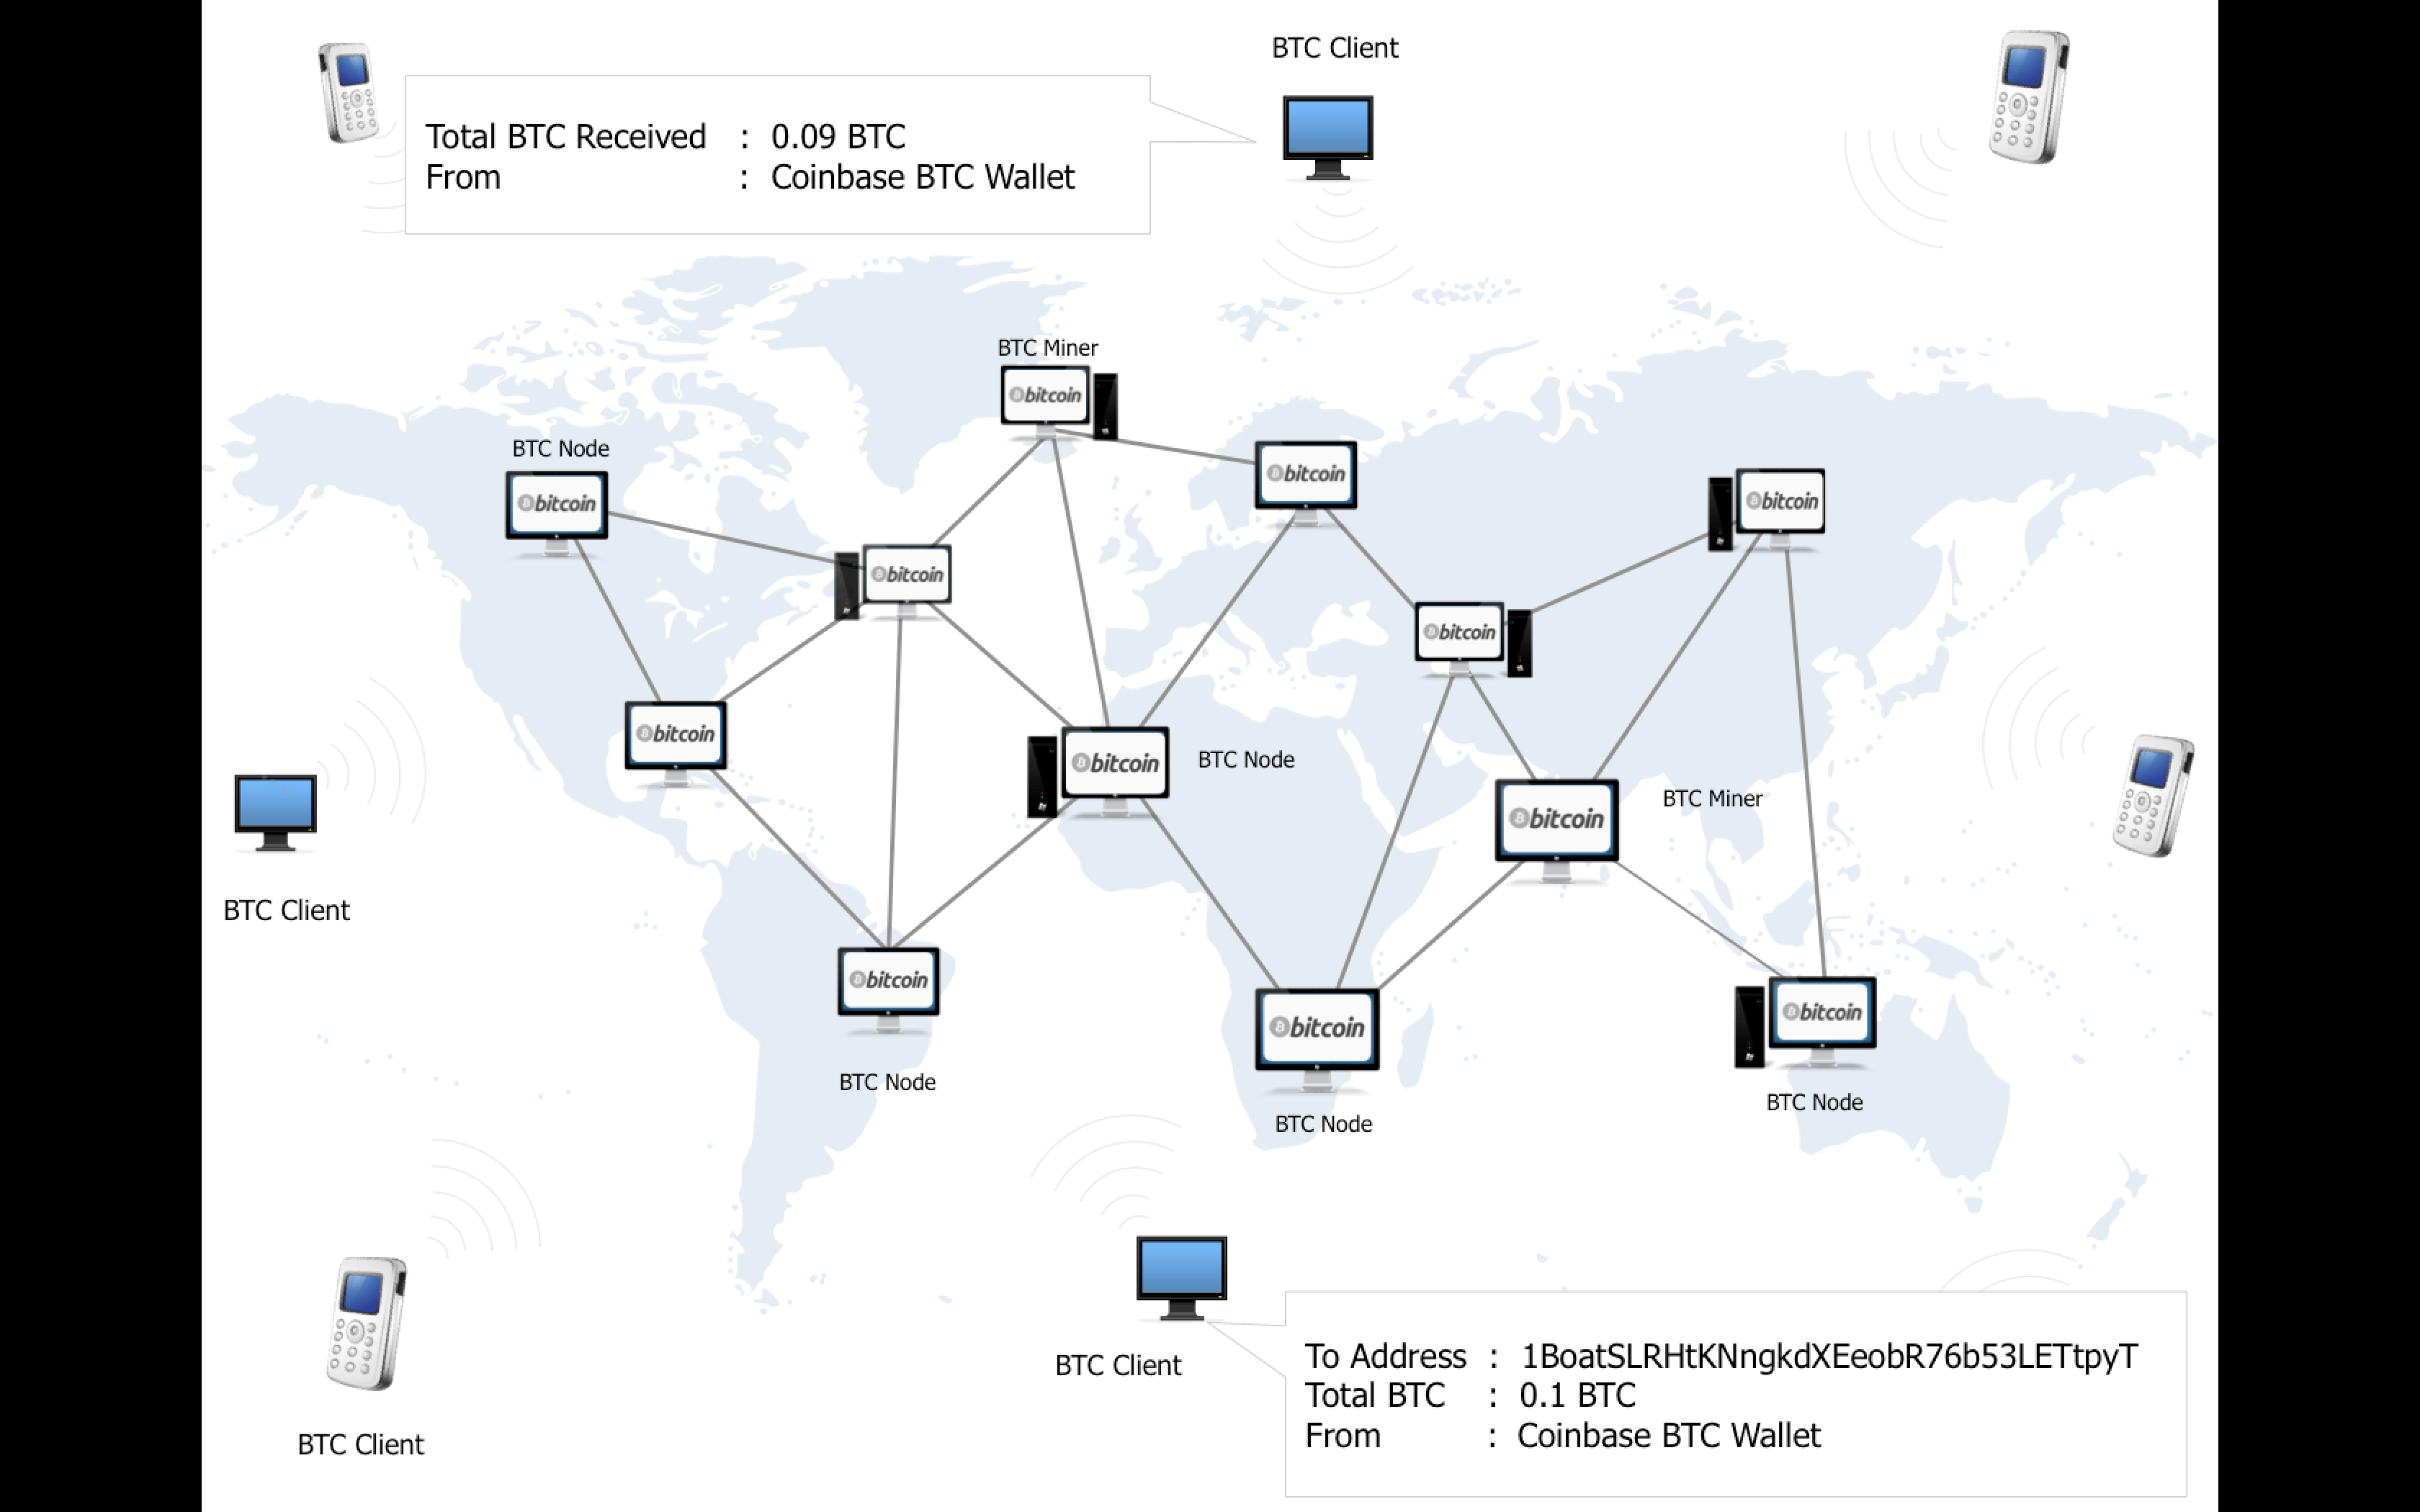 BTC Client
Total BTC Received : 0.09 BTC
From : Coinbase BTC Wallet
BTC Miner
bitcoin
BTC Node
bitcoin
bitcoin
bitcoin
bitcoin
bitcoin
bitcoin
bitcoin
BTC Node
bitcoin
BTC Miner
bitcoin
BTC Client
bitcoin
BTC Node
bitcoin
BTC Node
bitcoin
BTC Node
BTC Client
To Address : 1BoatSLRHtKNngkdXEeobR76b53LETtpyT
Total BTC : 0.1 BTC
From : Coinbase BTC Wallet
BTC Client